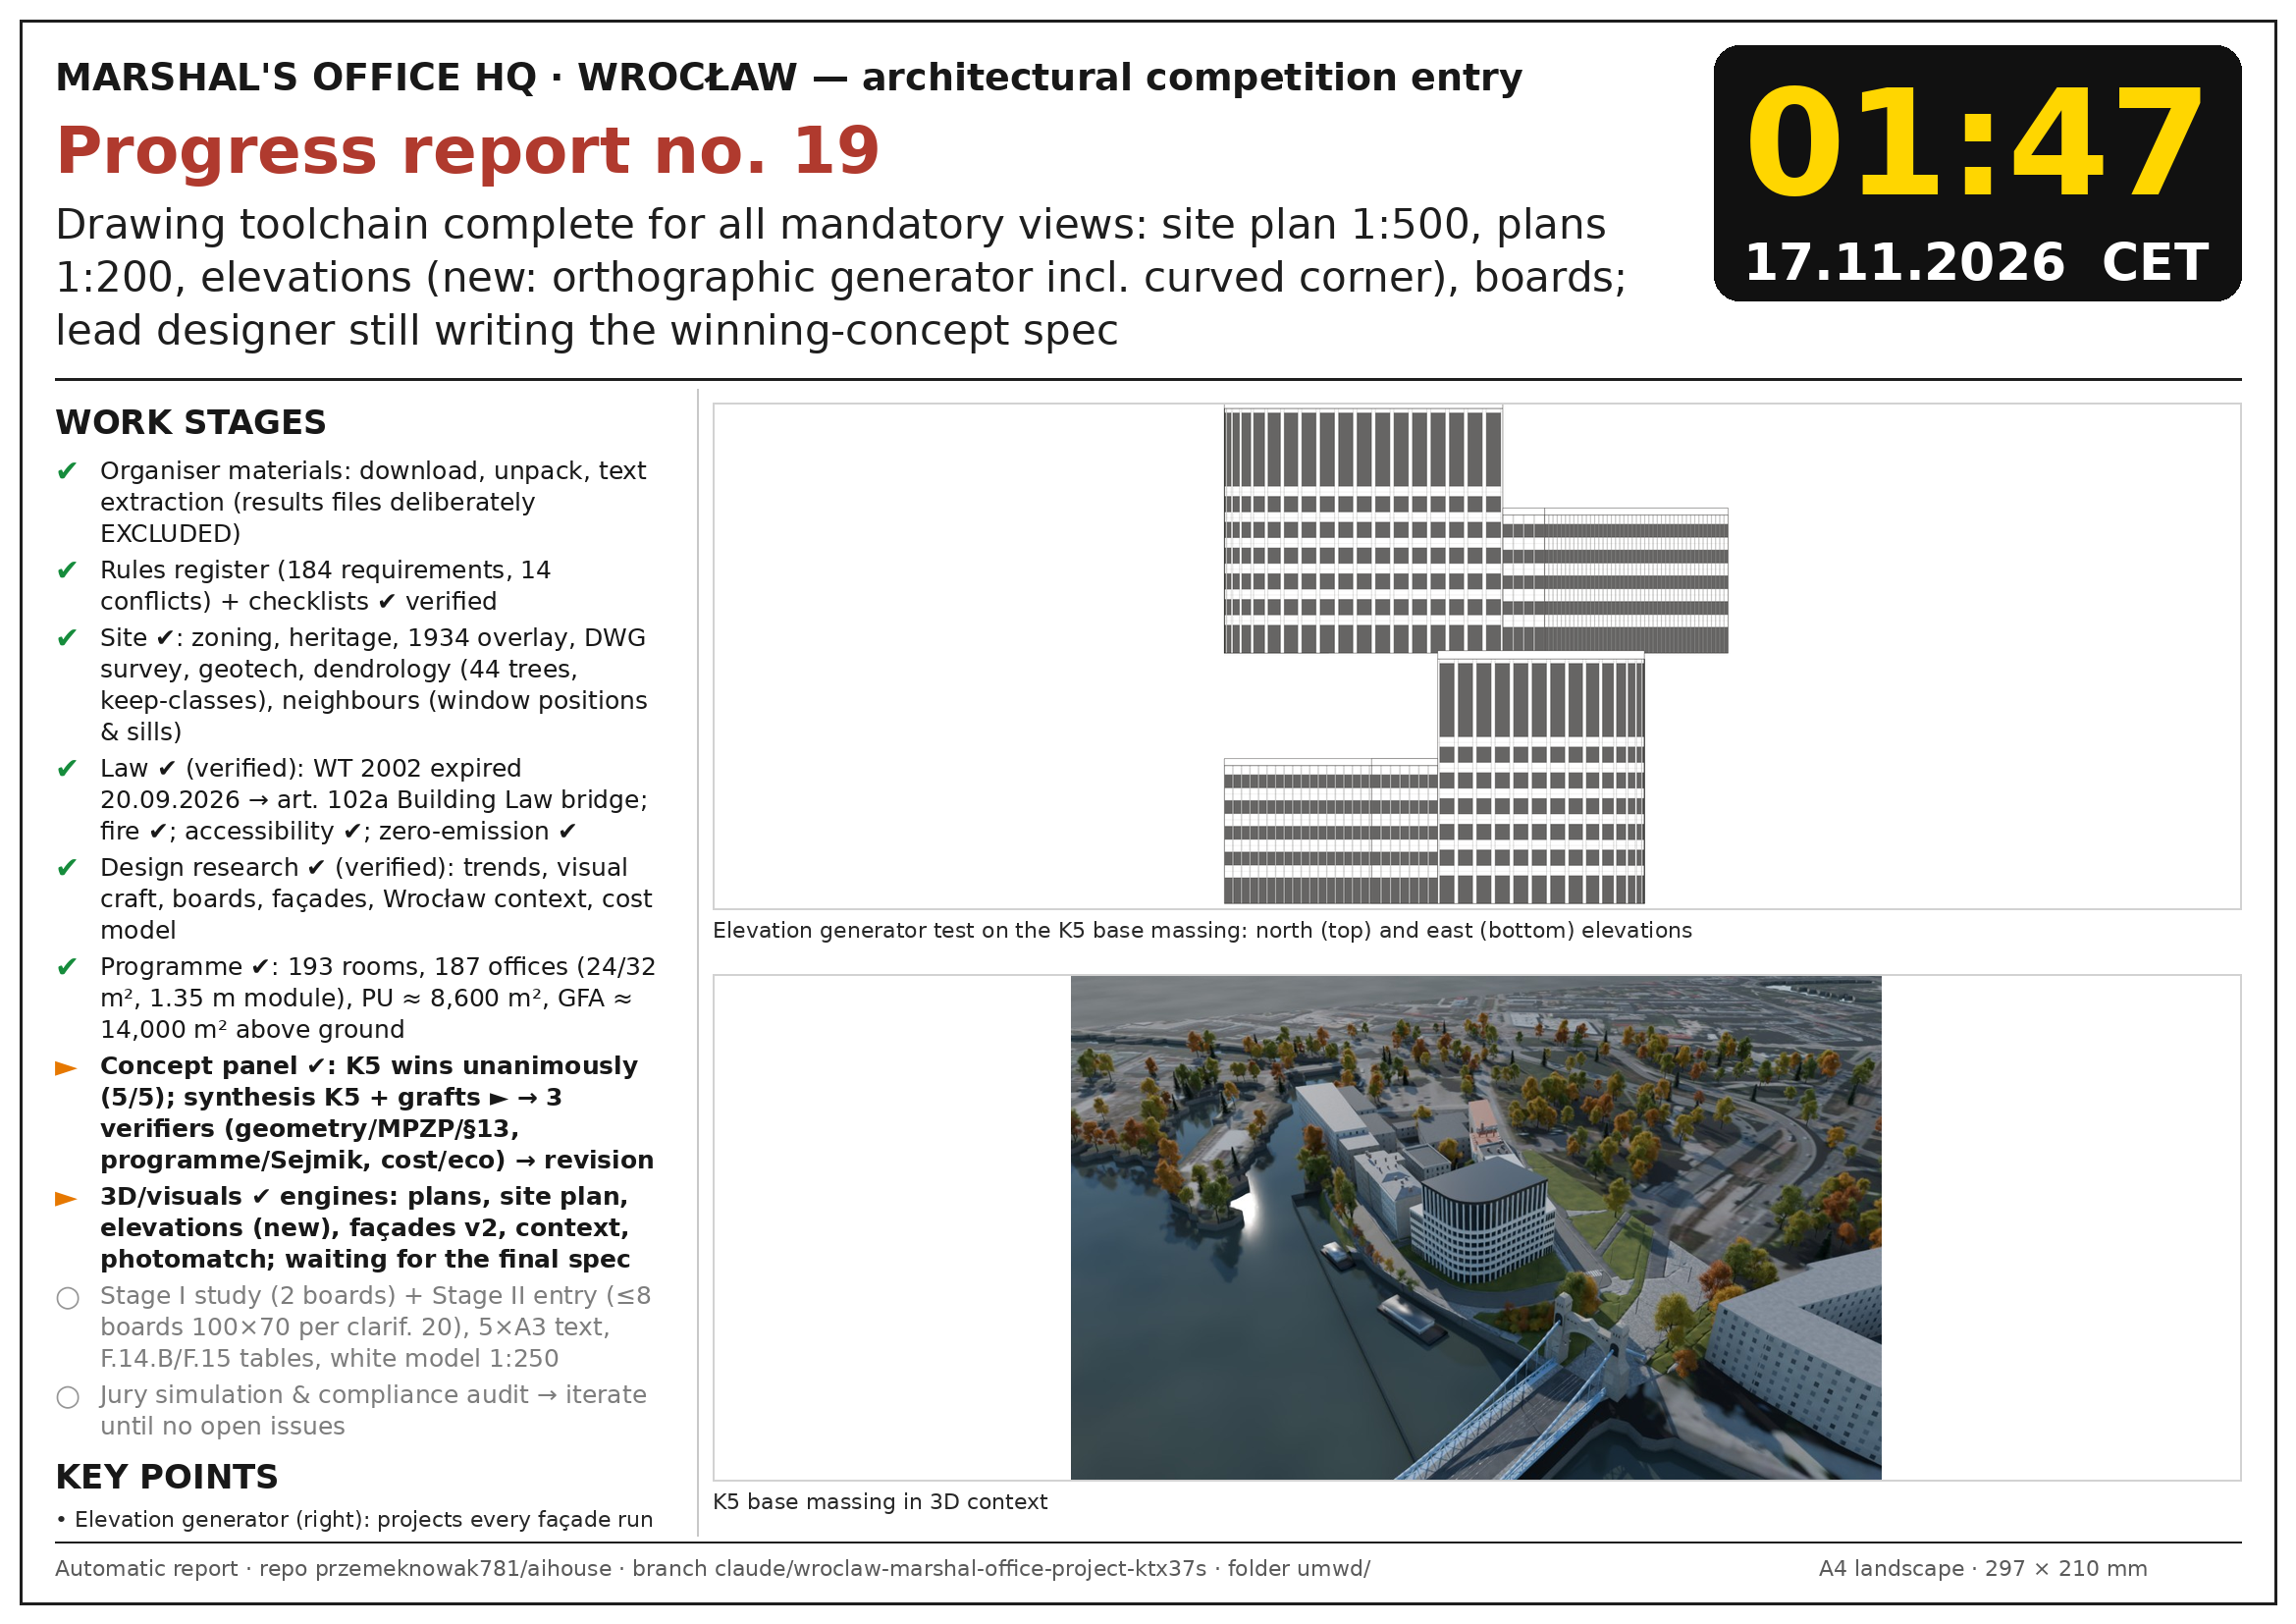 MARSHAL'S OFFICE HQ · WROCŁAW — architectural competition entry
Progress report no. 19
Drawing toolchain complete for all mandatory views: site plan 1:500, plans
1:200, elevations (new: orthographic generator incl. curved corner), boards;
lead designer still writing the winning-concept spec
01:47
17.11.2026 CET
WORK STAGES
✔ Organiser materials: download, unpack, text
extraction (results files deliberately
EXCLUDED)
✔ Rules register (184 requirements, 14
conflicts) + checklists ✔ verified
✔ Site ✔: zoning, heritage, 1934 overlay, DWG
survey, geotech, dendrology (44 trees,
keep-classes), neighbours (window positions
& sills)
✔ Law ✔ (verified): WT 2002 expired
20.09.2026 → art. 102a Building Law bridge;
fire ✔; accessibility ✔; zero-emission ✔
✔ Design research ✔ (verified): trends, visual
craft, boards, façades, Wrocław context, cost
model
✔ Programme ✔: 193 rooms, 187 offices (24/32
m², 1.35 m module), PU ≈ 8,600 m², GFA ≈
14,000 m² above ground
► Concept panel ✔: K5 wins unanimously
(5/5); synthesis K5 + grafts ► → 3
verifiers (geometry/MPZP/§13,
programme/Sejmik, cost/eco) → revision
► 3D/visuals ✔ engines: plans, site plan,
elevations (new), façades v2, context,
photomatch; waiting for the final spec
○ Stage I study (2 boards) + Stage II entry (≤8
boards 100×70 per clarif. 20), 5×A3 text,
F.14.B/F.15 tables, white model 1:250
○ Jury simulation & compliance audit → iterate
until no open issues
KEY POINTS
• Elevation generator (right): projects every façade run
Elevation generator test on the K5 base massing: north (top) and east (bottom) elevations
K5 base massing in 3D context
Automatic report · repo przemeknowak781/aihouse · branch claude/wroclaw-marshal-office-project-ktx37s · folder umwd/
A4 landscape · 297 × 210 mm